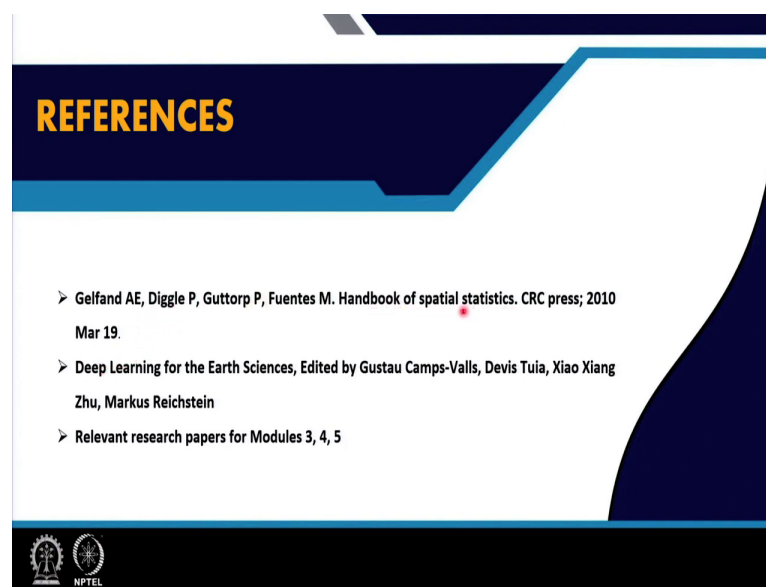 REFERENCES
➢ Gelfand AE, Diggle P, Guttorp P, Fuentes M. Handbook of spatial statistics. CRC press; 2010
Mar 19.
➢ Deep Learning for the Earth Sciences, Edited by Gustau Camps-Valls, Devis Tuia, Xiao Xiang
Zhu, Markus Reichstein
➢ Relevant research papers for Modules 3, 4, 5
NPTEL